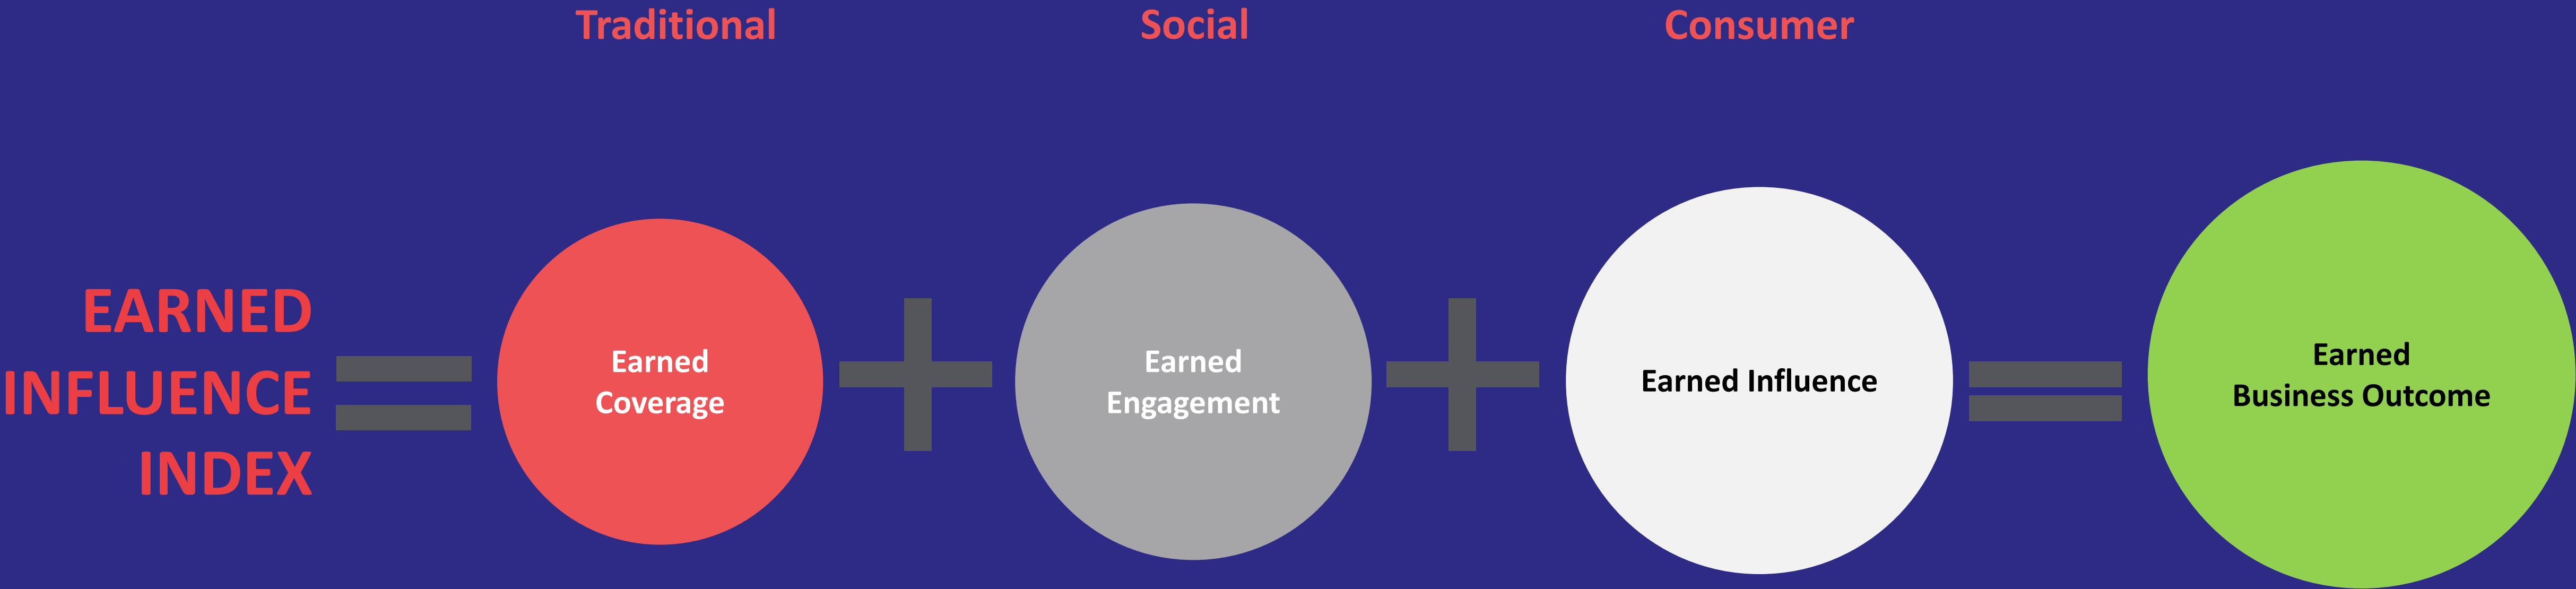 Traditional
Social
Consumer
EARNED
INFLUENCE
INDEX
Earned
Coverage
Earned
Engagement
Earned Influence
Earned
Business Outcome